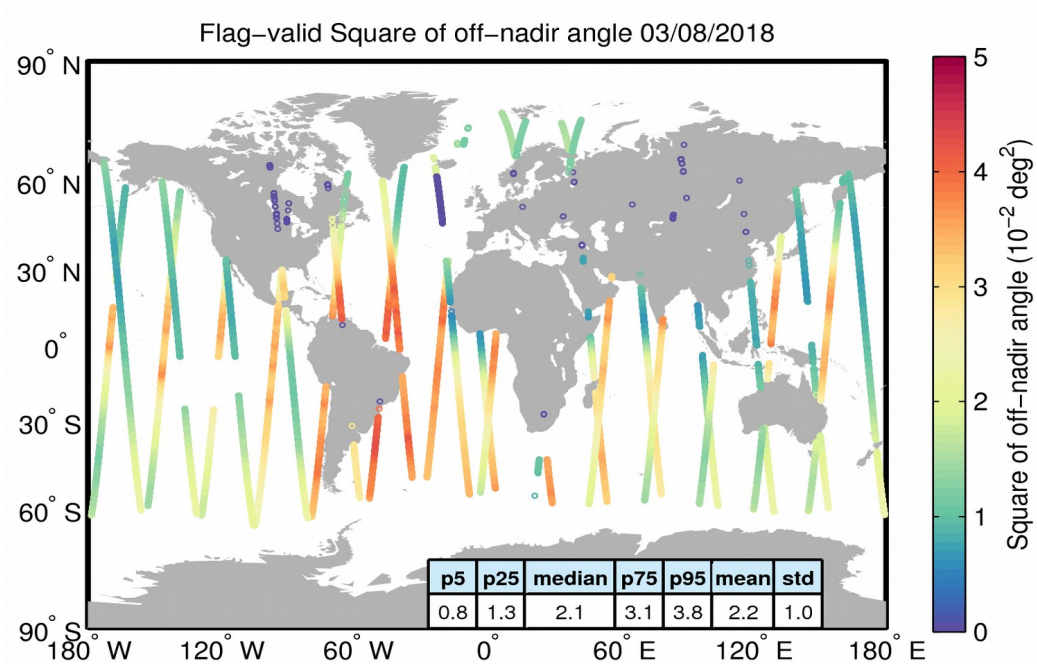 Flag−valid Square of off−nadir angle 03/08/2018
90° N
60° N
30° N
0°
30° S
60° S
90° S
180° W
120° W
60° W
0°
60° E
120° E
180° E
p5 p25 median p75 p95 mean std
0.8 1.3 2.1 3.1 3.8 2.2 1.0
5
4
3
2
1
0
Square of off−nadir angle (10⁻² deg²)